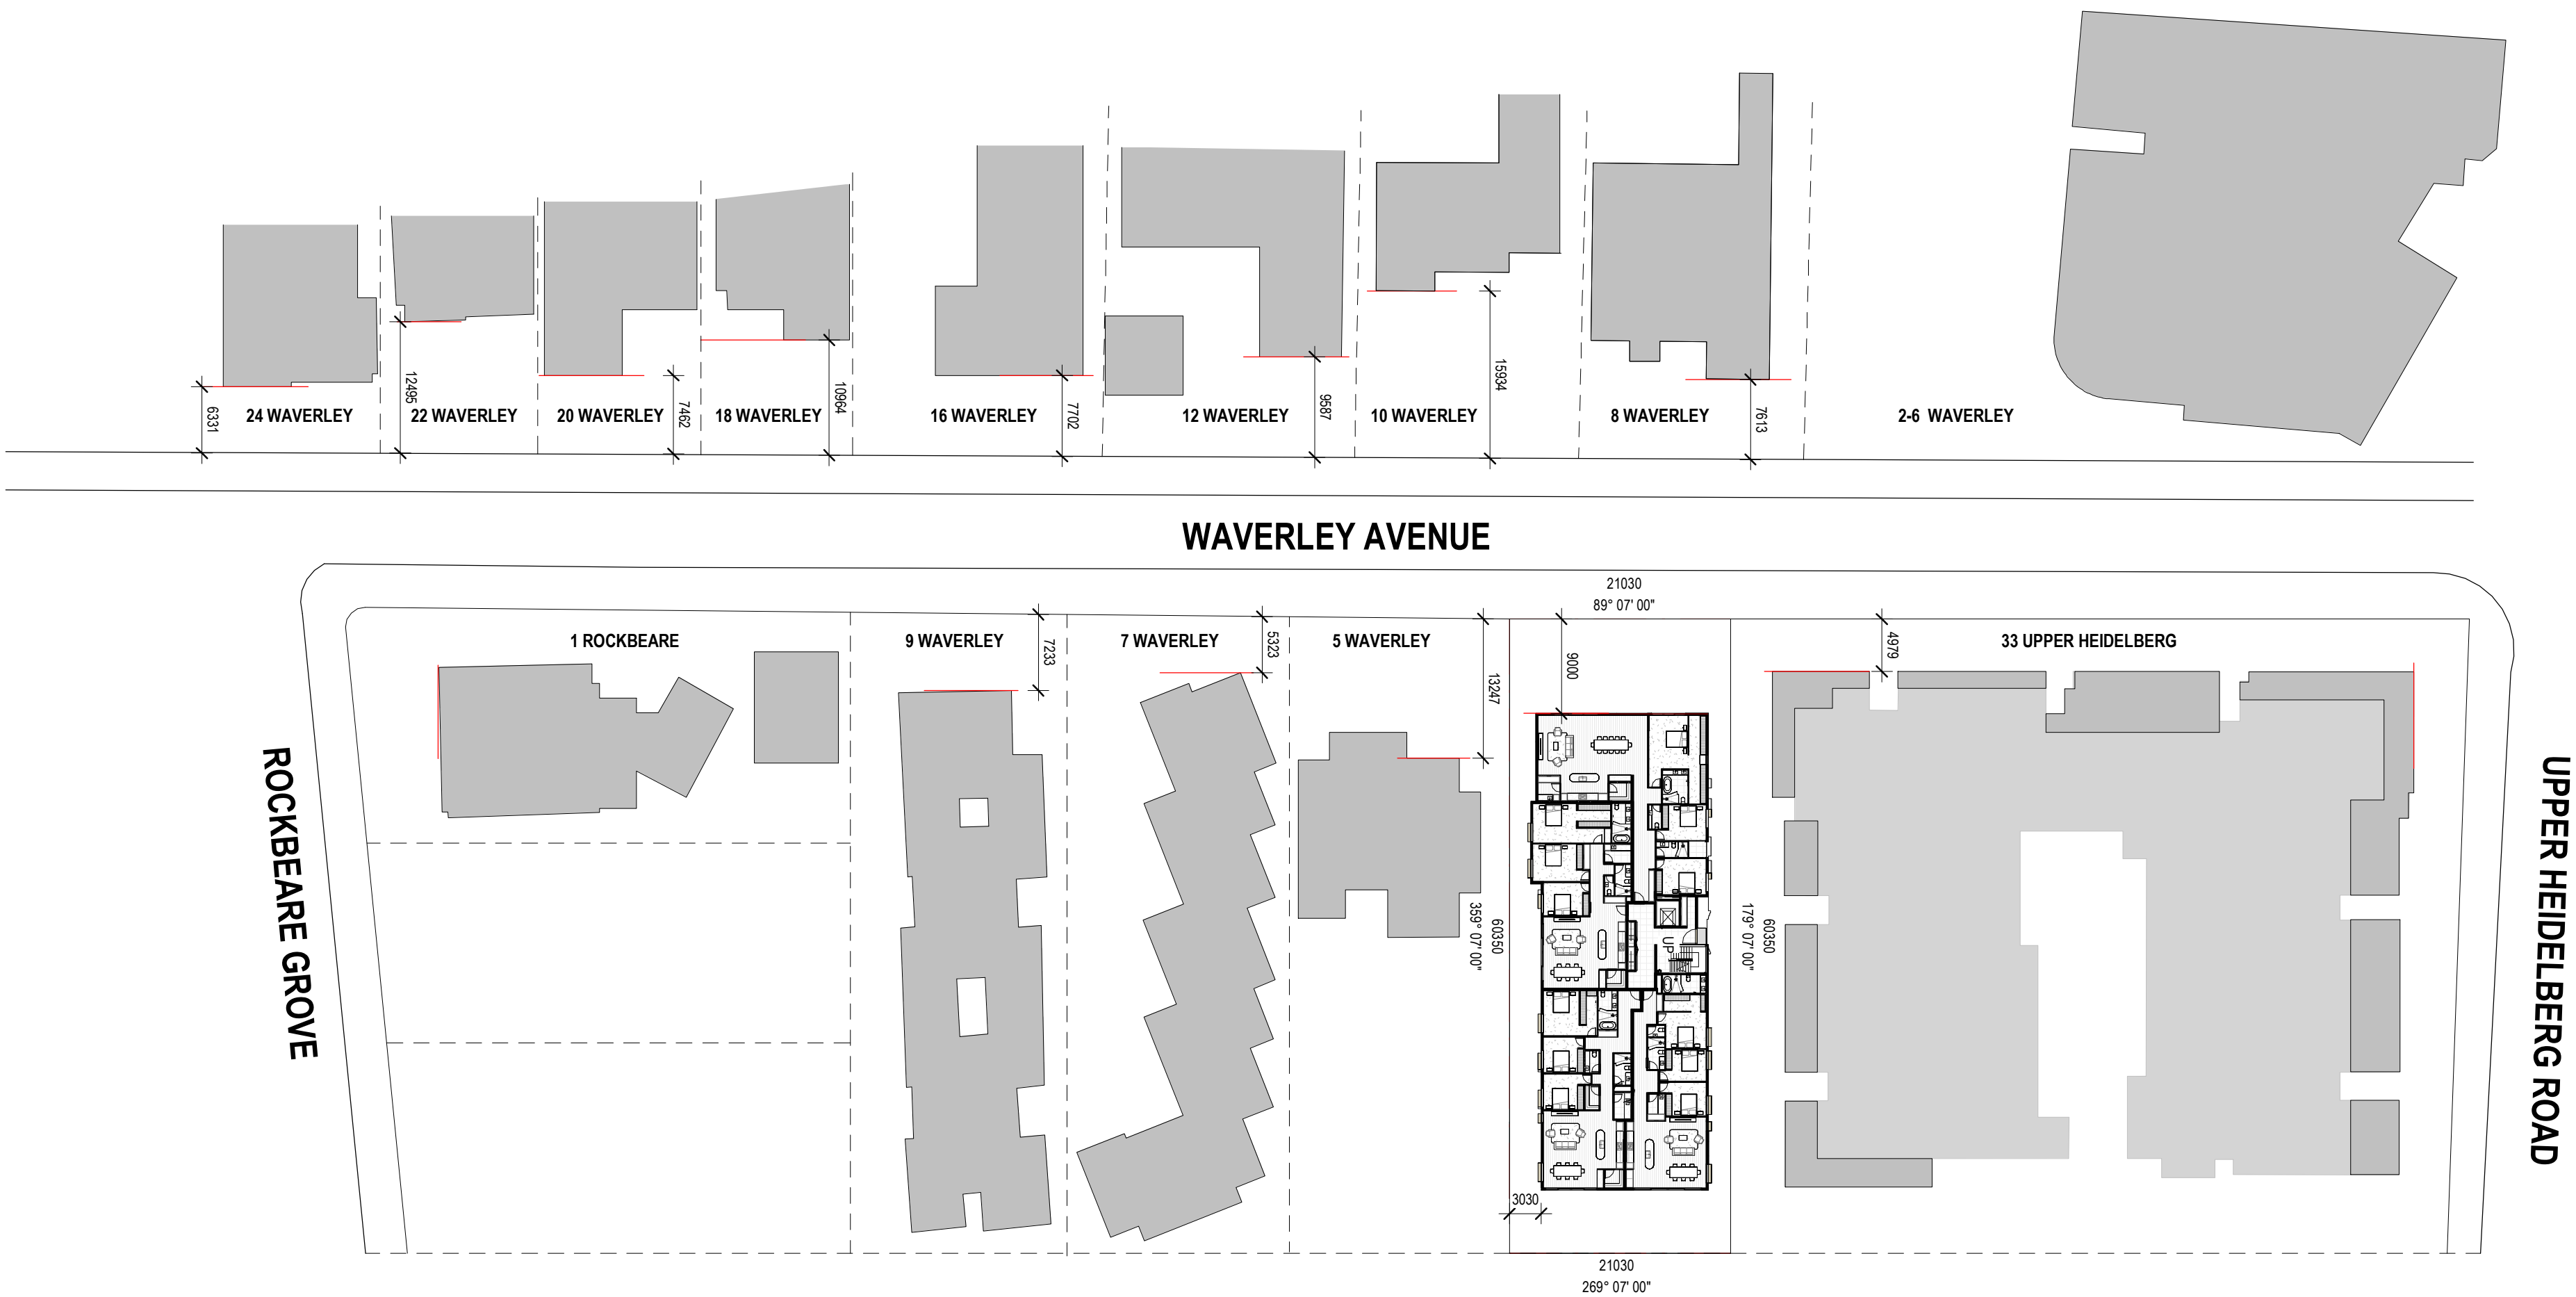 6331
24 WAVERLEY
12495
22 WAVERLEY
20 WAVERLEY
7462
18 WAVERLEY
10964
16 WAVERLEY
7702
12 WAVERLEY
9587
10 WAVERLEY
15934
8 WAVERLEY
7613
2-6 WAVERLEY
WAVERLEY AVENUE
21030
89° 07' 00"
1 ROCKBEARE
9 WAVERLEY
7233
7 WAVERLEY
5323
5 WAVERLEY
13247
9000
4979
33 UPPER HEIDELBERG
ROCKBEARE GROVE
60350
359° 07' 00"
UP
179° 07' 00"
60350
UPPER HEIDELBERG ROAD
3030
21030
269° 07' 00"